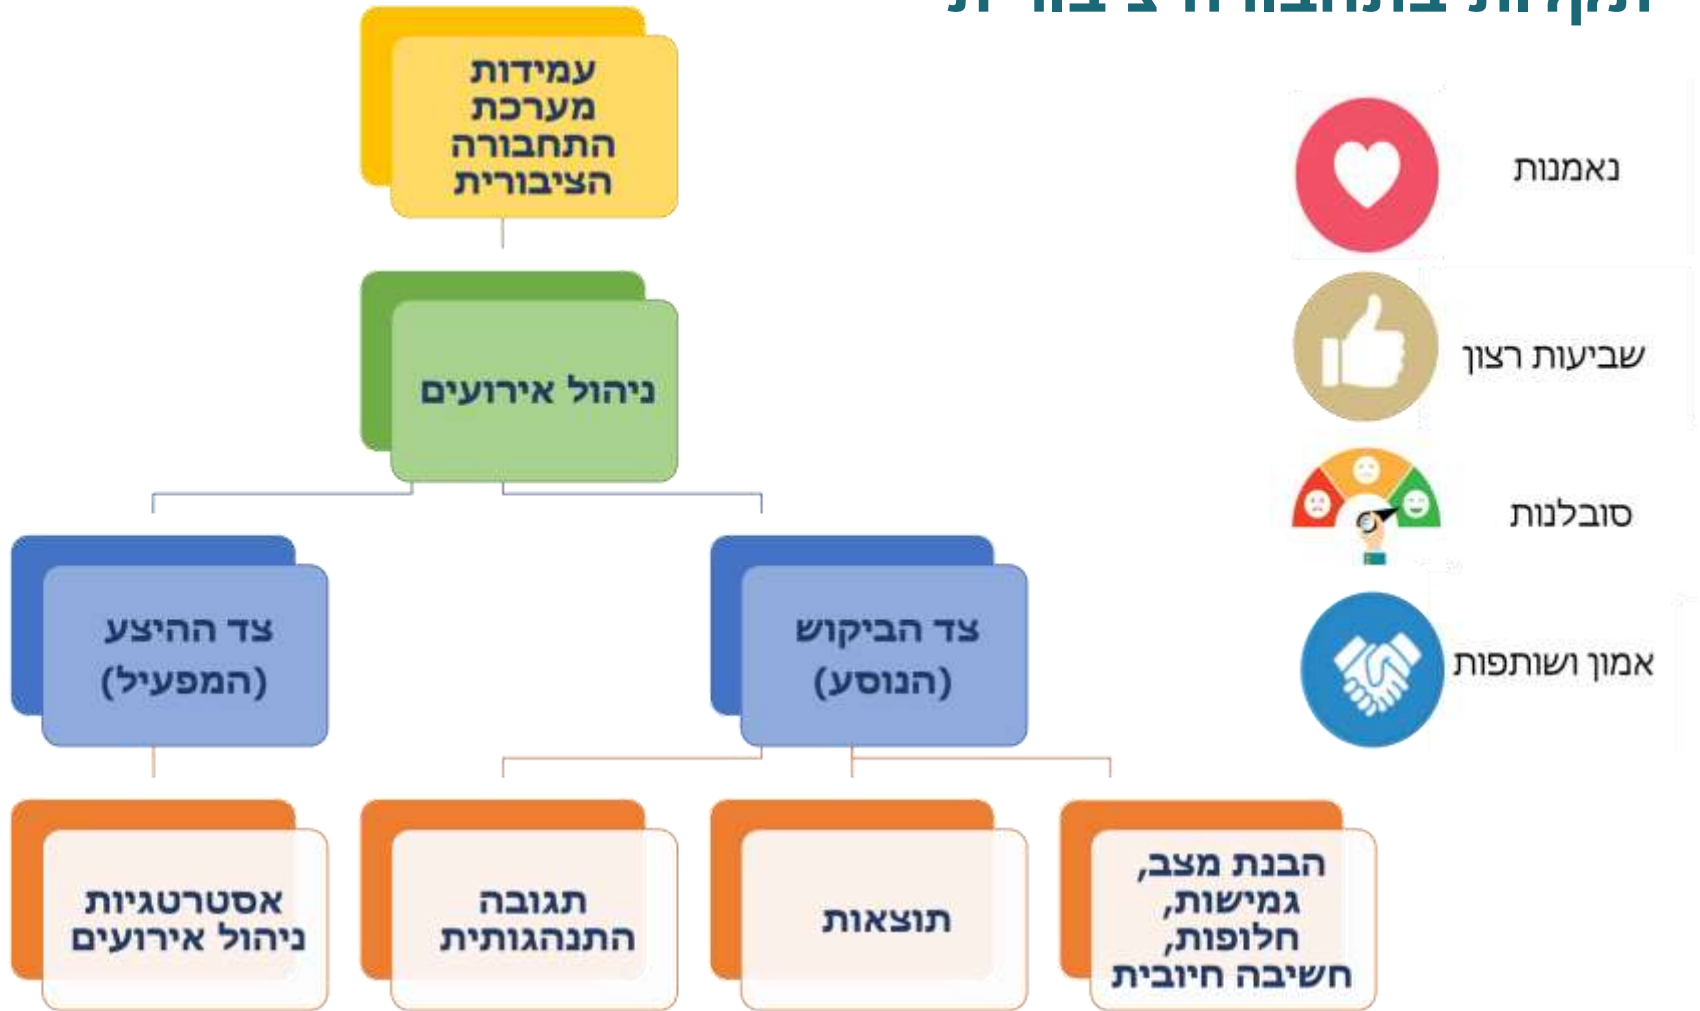 עמידות
מערכת
התחבורה
הציבורית
ניהול אירועים
צד הביקוש
(הנוסע)
צד ההיצע
(המפעיל)
הבנת מצב,
גמישות,
חלופות,
חשיבה חיובית
תוצאות
תגובה
התנהגותית
אסטרטגיות
ניהול אירועים
נאמנות
שביעות רצון
סובלנות
אמון ושותפות